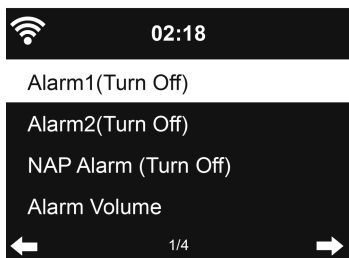 02:18
Alarm1(Turn Off)
Alarm2(Turn Off)
NAP Alarm (Turn Off)
Alarm Volume
1/4